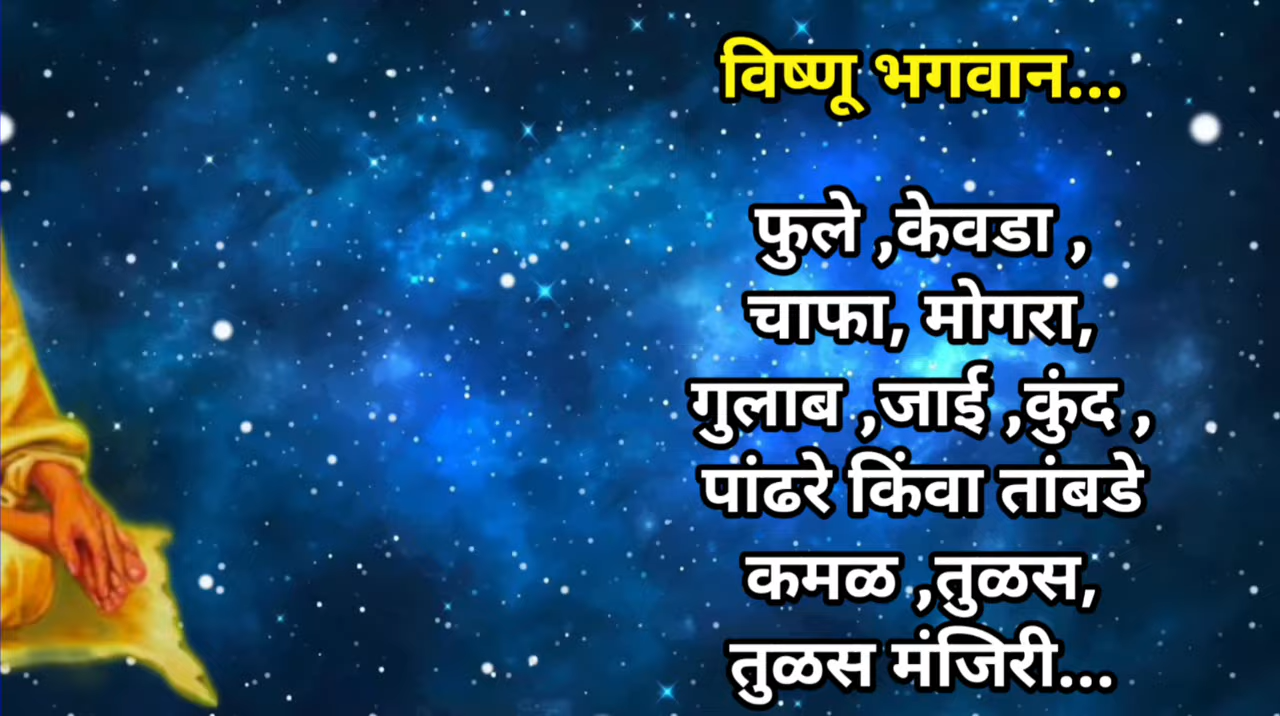 विष्णू भगवान...
फुले ,केवडा ,
चाफा, मोगरा,
गुलाब ,जाई ,कुंद ,
पांढरे किंवा तांबडे
कमळ ,तुळस,
तुळस मंजिरी...